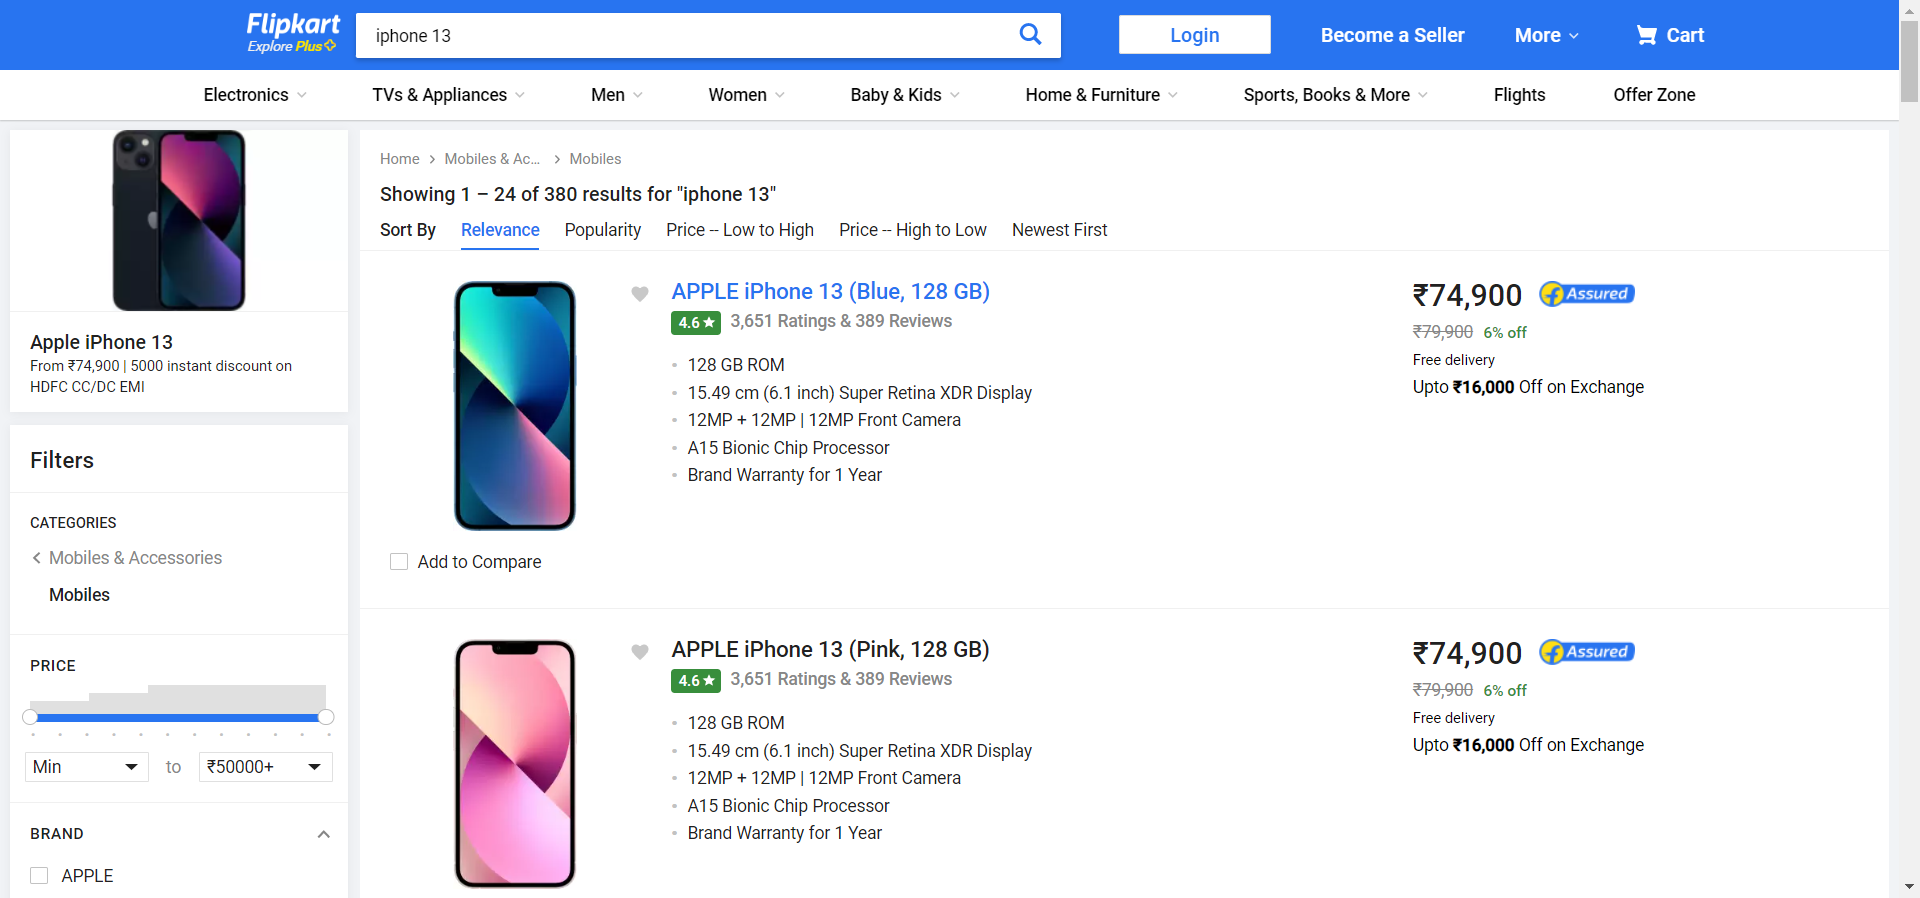 Flipkart
Explore Plus
iphone 13
Login
Become a Seller
More
Cart
Electronics
TVs & Appliances
Men
Women
Baby & Kids
Home & Furniture
Sports, Books & More
Flights
Offer Zone
Apple iPhone 13
From ₹74,900 | 5000 instant discount on
HDFC CC/DC EMI
Filters
CATEGORIES
Mobiles & Accessories
Mobiles
PRICE
Min to ₹50000+
BRAND
APPLE
Home > Mobiles & Ac... > Mobiles
Showing 1 – 24 of 380 results for "iphone 13"
Sort By Relevance Popularity Price -- Low to High Price -- High to Low Newest First
APPLE iPhone 13 (Blue, 128 GB)
4.6★ 3,651 Ratings & 389 Reviews
128 GB ROM
15.49 cm (6.1 inch) Super Retina XDR Display
12MP + 12MP | 12MP Front Camera
A15 Bionic Chip Processor
Brand Warranty for 1 Year
₹74,900 Assured
₹79,900 6% off
Free delivery
Upto ₹16,000 Off on Exchange
Add to Compare
APPLE iPhone 13 (Pink, 128 GB)
4.6★ 3,651 Ratings & 389 Reviews
128 GB ROM
15.49 cm (6.1 inch) Super Retina XDR Display
12MP + 12MP | 12MP Front Camera
A15 Bionic Chip Processor
Brand Warranty for 1 Year
₹74,900 Assured
₹79,900 6% off
Free delivery
Upto ₹16,000 Off on Exchange